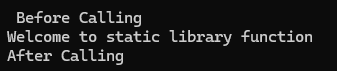 Before Calling
Welcome to static library function
After Calling